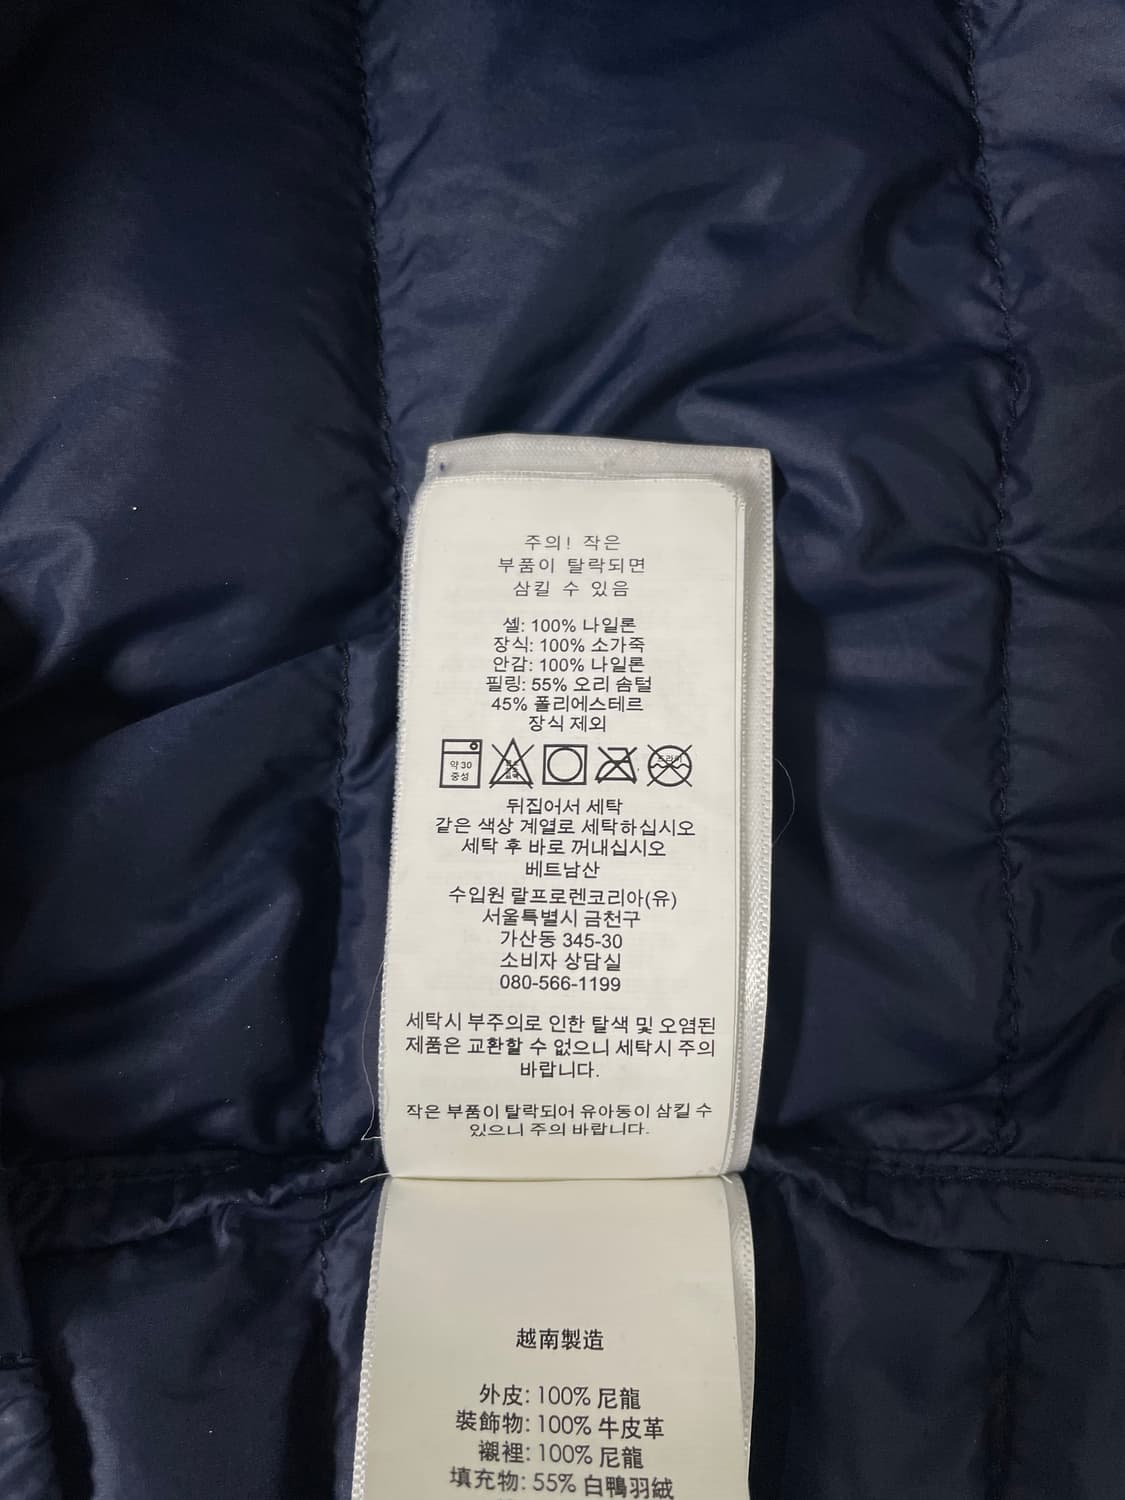 주의! 작은
부품이 탈락되면
삼킬 수 있음
셸: 100% 나일론
장식: 100% 소가죽
안감: 100% 나일론
필링: 55% 오리 솜털
45% 폴리에스테르
장식 제외
약 30
중성
드라이
뒤집어서 세탁
같은 색상 계열로 세탁하십시오
세탁 후 바로 꺼내십시오
베트남산
수입원 랄프로렌코리아(유)
서울특별시 금천구
가산동 345-30
소비자 상담실
080-566-1199
세탁시 부주의로 인한 탈색 및 오염된
제품은 교환할 수 없으니 세탁시 주의
바랍니다.
작은 부품이 탈락되어 유아동이 삼킬 수
있으니 주의 바랍니다.
越南製造
外皮: 100% 尼龍
裝飾物: 100% 牛皮革
襯裡: 100% 尼龍
填充物: 55% 白鴨羽絨